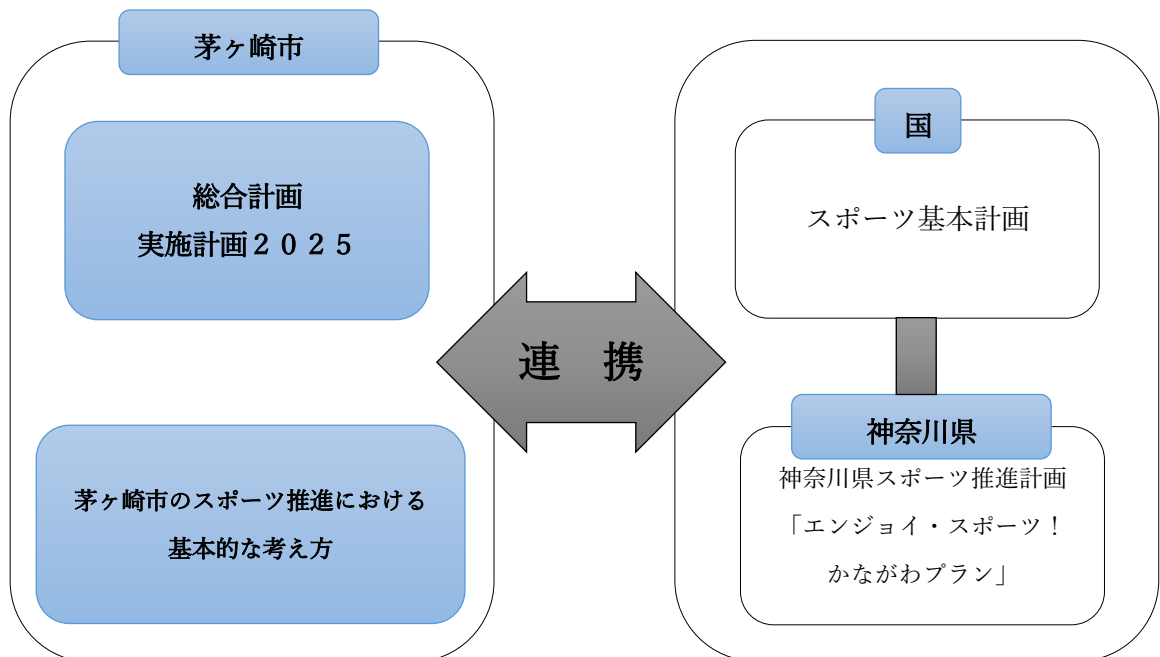 茅ヶ崎市
総合計画
実施計画２０２５
茅ヶ崎市のスポーツ推進における
基本的な考え方
連　携
国
スポーツ基本計画
神奈川県
神奈川県スポーツ推進計画
「エンジョイ・スポーツ！
かながわプラン」